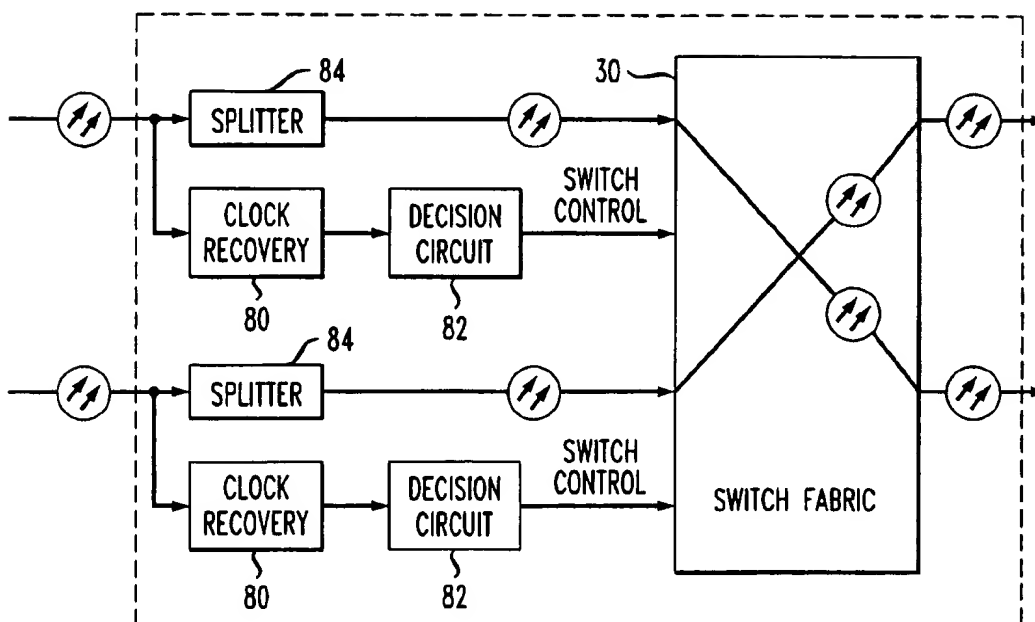 84
SPLITTER
30
SWITCH
CONTROL
CLOCK
RECOVERY
DECISION
CIRCUIT
80
82
84
SPLITTER
SWITCH
CONTROL
CLOCK
RECOVERY
DECISION
CIRCUIT
SWITCH FABRIC
80
82